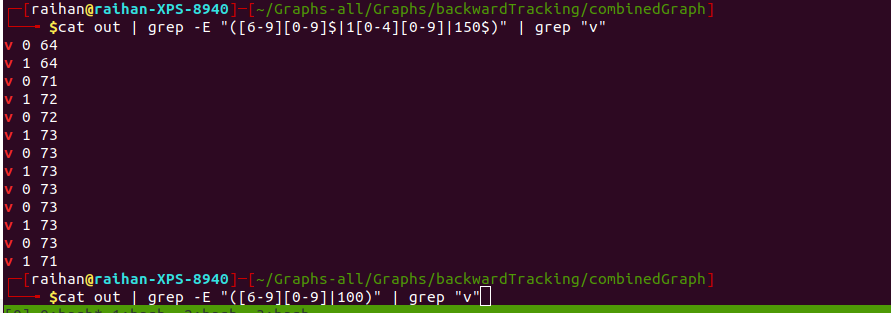 ┌─[raihan@raihan-XPS-8940]─[~/Graphs-all/Graphs/backwardTracking/combinedGraph]
└──╼ $cat out | grep -E "([6-9][0-9]$|1[0-4][0-9]|150$)" | grep "v"
v 0 64
v 1 64
v 0 71
v 1 72
v 0 72
v 1 73
v 0 73
v 1 73
v 0 73
v 0 73
v 1 73
v 0 73
v 1 71
┌─[raihan@raihan-XPS-8940]─[~/Graphs-all/Graphs/backwardTracking/combinedGraph]
└──╼ $cat out | grep -E "([6-9][0-9]|100)" | grep "v"